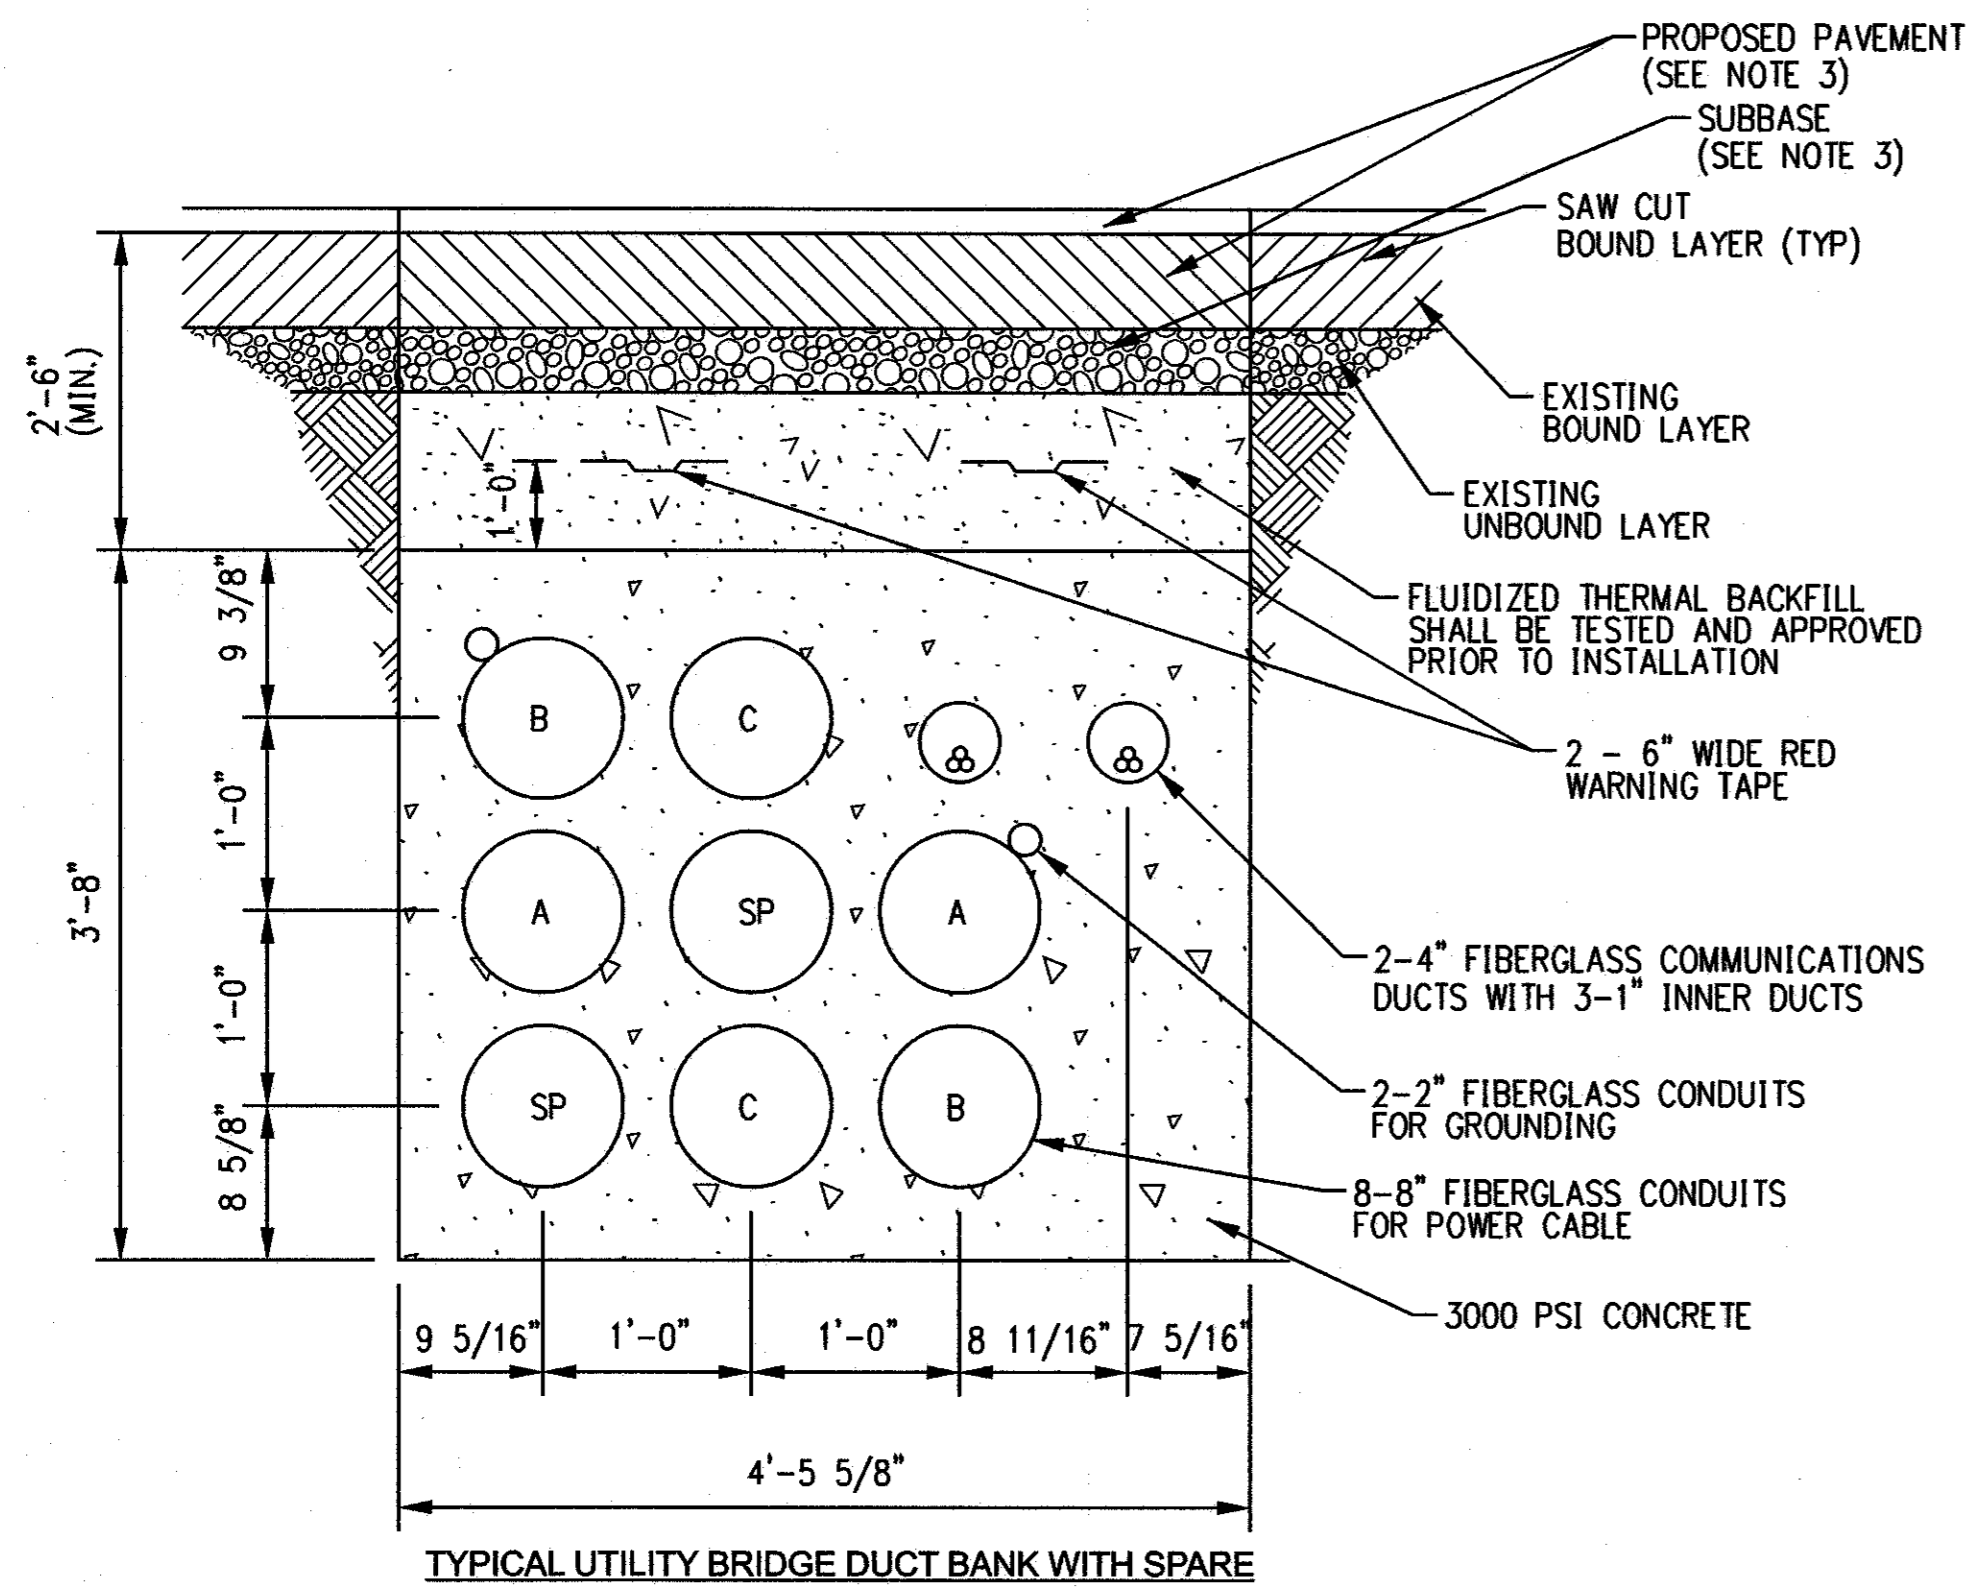 PROPOSED PAVEMENT
(SEE NOTE 3)
SUBBASE
(SEE NOTE 3)
SAW CUT
BOUND LAYER (TYP)
2'-6"
(MIN.)
EXISTING
BOUND LAYER
1'-0"
EXISTING
UNBOUND LAYER
9 3/8"
FLUIDIZED THERMAL BACKFILL
SHALL BE TESTED AND APPROVED
PRIOR TO INSTALLATION
B
C
2 - 6" WIDE RED
WARNING TAPE
1'-0"
3'-8"
A
SP
A
2-4" FIBERGLASS COMMUNICATIONS
DUCTS WITH 3-1" INNER DUCTS
1'-0"
2-2" FIBERGLASS CONDUITS
FOR GROUNDING
SP
C
B
8 5/8"
8-8" FIBERGLASS CONDUITS
FOR POWER CABLE
3000 PSI CONCRETE
9 5/16"
1'-0"
1'-0"
8 11/16"
7 5/16"
4'-5 5/8"
TYPICAL UTILITY BRIDGE DUCT BANK WITH SPARE